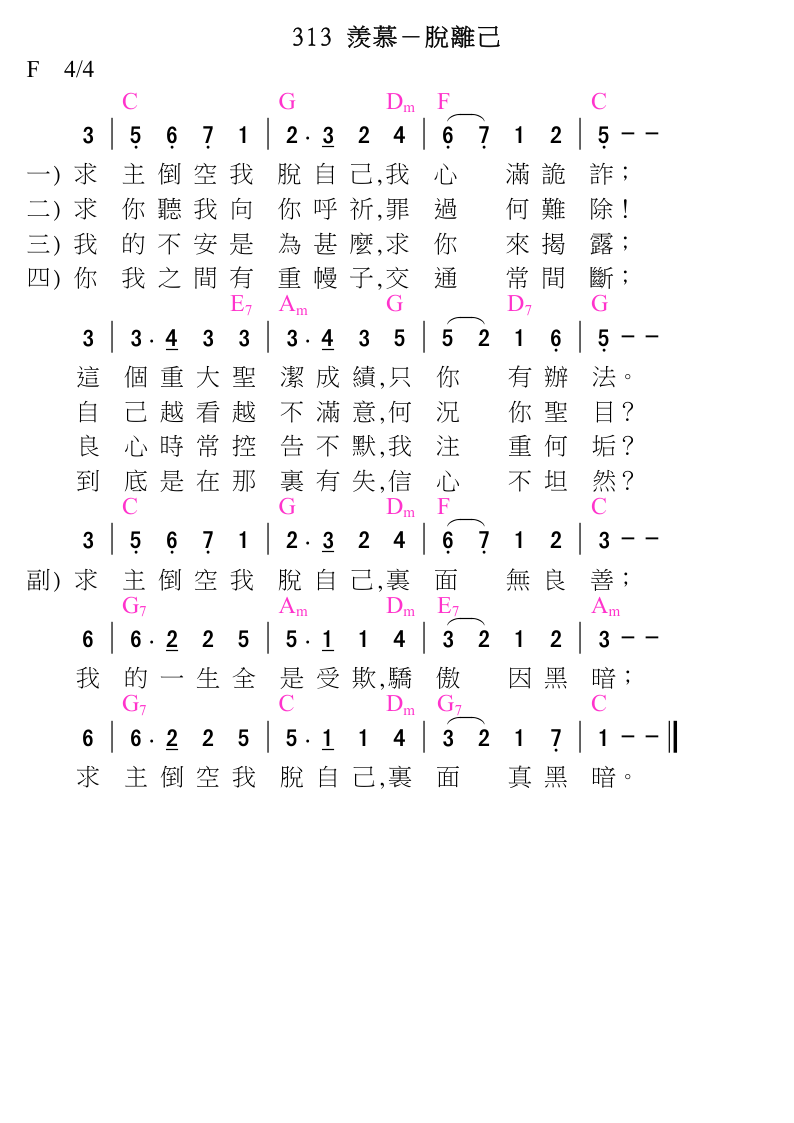 313 羨慕－脫離己
F 4/4
C G Dm F C
3 | 5 6 7 1 | 2 . 3 2 4 | 6 7 1 2 | 5 － －
一) 求 主 倒 空 我 脫 自 己,我 心 滿 詭 詐；
二) 求 你 聽 我 向 你 呼 祈,罪 過 何 難 除！
三) 我 的 不 安 是 為 甚 麼,求 你 來 揭 露；
四) 你 我 之 間 有 重 幔 子,交 通 常 間 斷；
E7 Am G D7 G
3 | 3 . 4 3 3 | 3 . 4 3 5 | 5 2 1 6 | 5 － －
這 個 重 大 聖 潔 成 績,只 你 有 辦 法。
自 己 越 看 越 不 滿 意,何 況 你 聖 目？
良 心 時 常 控 告 不 默,我 注 重 何 垢？
到 底 是 在 那 裏 有 失,信 心 不 坦 然？
C G Dm F C
3 | 5 6 7 1 | 2 . 3 2 4 | 6 7 1 2 | 3 － －
副) 求 主 倒 空 我 脫 自 己,裏 面 無 良 善；
G7 Am Dm E7 Am
6 | 6 . 2 2 5 | 5 . 1 1 4 | 3 2 1 2 | 3 － －
我 的 一 生 全 是 受 欺,驕 傲 因 黑 暗；
G7 C Dm G7 C
6 | 6 . 2 2 5 | 5 . 1 1 4 | 3 2 1 7 | 1 － － ‖
求 主 倒 空 我 脫 自 己,裏 面 真 黑 暗。